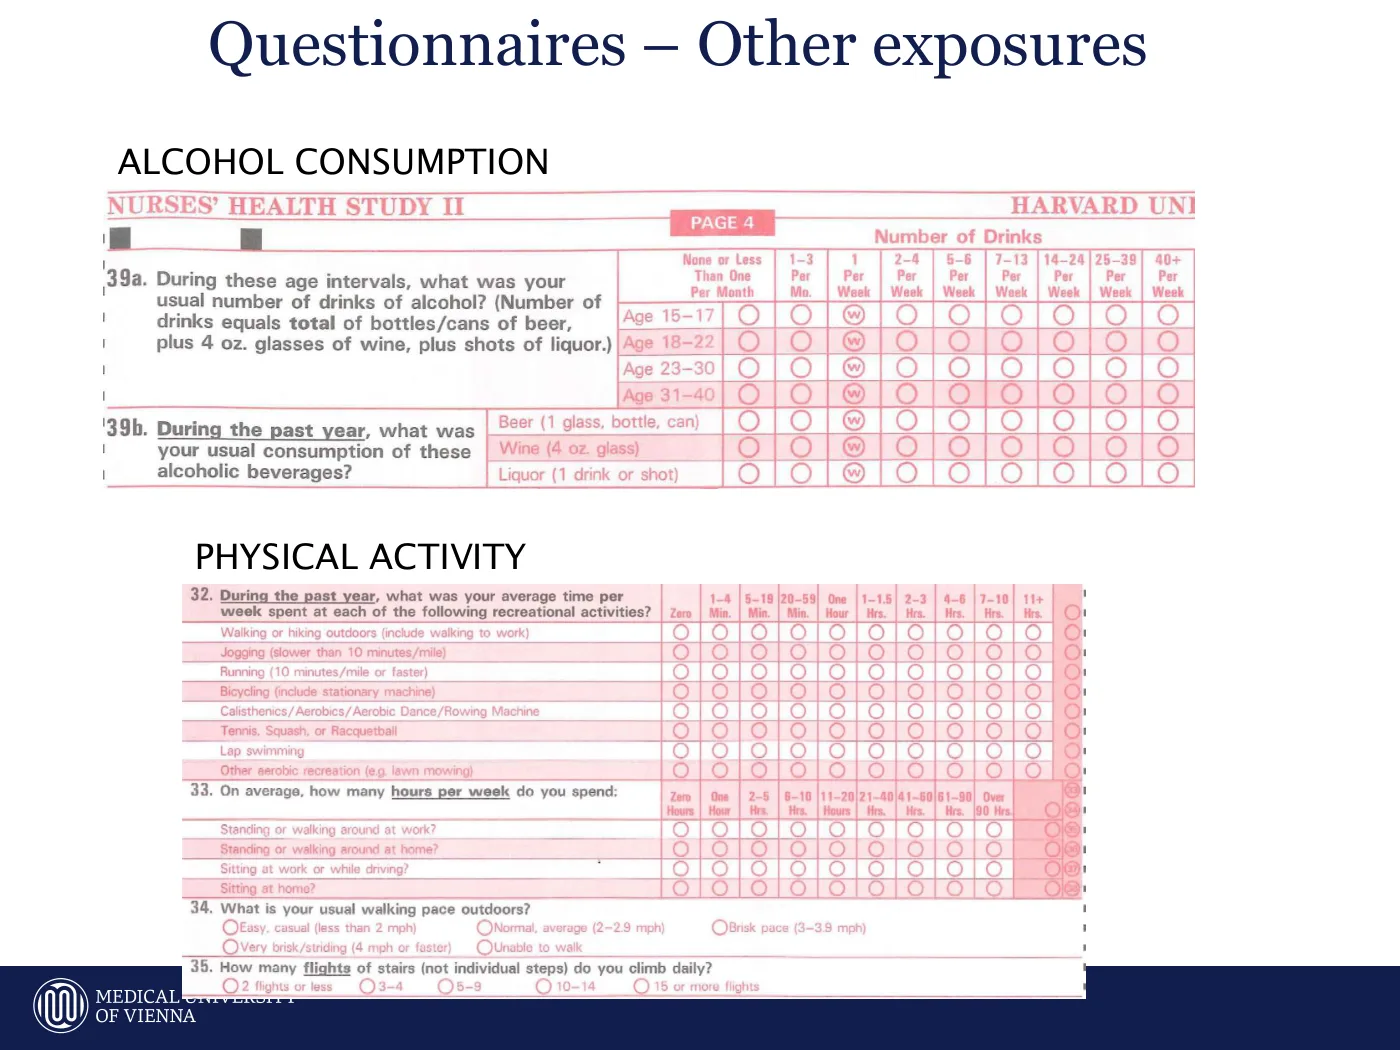 Questionnaires – Other exposures
ALCOHOL CONSUMPTION
NURSES' HEALTH STUDY II
HARVARD UNI
PAGE 4
Number of Drinks
None or Less Than One Per Month
1–3 Per Mo.
1 Per Week
2–4 Per Week
5–6 Per Week
7–13 Per Week
14–24 Per Week
25–39 Per Week
40+ Per Week
39a. During these age intervals, what was your
usual number of drinks of alcohol? (Number of
drinks equals total of bottles/cans of beer,
plus 4 oz. glasses of wine, plus shots of liquor.)
Age 15–17 W
Age 18–22 W
Age 23–30 W
Age 31–40 W
39b. During the past year, what was
your usual consumption of these
alcoholic beverages?
Beer (1 glass, bottle, can) W
Wine (4 oz. glass) W
Liquor (1 drink or shot) W
PHYSICAL ACTIVITY
32. During the past year, what was your average time per
week spent at each of the following recreational activities?
Zero
1–4 Min.
5–19 Min.
20–59 Min.
One Hour
1–1.5 Hrs.
2–3 Hrs.
4–6 Hrs.
7–10 Hrs.
11+ Hrs.
Walking or hiking outdoors (include walking to work)
Jogging (slower than 10 minutes/mile)
Running (10 minutes/mile or faster)
Bicycling (include stationary machine)
Calisthenics/Aerobics/Aerobic Dance/Rowing Machine
Tennis, Squash, or Racquetball
Lap swimming
Other aerobic recreation (e.g. lawn mowing)
33. On average, how many hours per week do you spend:
Zero Hours
One Hour
2–5 Hrs.
6–10 Hrs.
11–20 Hours
21–40 Hrs.
41–60 Hrs.
61–90 Hrs.
Over 90 Hrs.
Standing or walking around at work?
Standing or walking around at home?
Sitting at work or while driving?
Sitting at home?
34. What is your usual walking pace outdoors?
Easy, casual (less than 2 mph) Normal, average (2–2.9 mph) Brisk pace (3–3.9 mph)
Very brisk/striding (4 mph or faster) Unable to walk
35. How many flights of stairs (not individual steps) do you climb daily?
2 flights or less 3–4 5–9 10–14 15 or more flights
MEDICAL UNIVERSITY
OF VIENNA